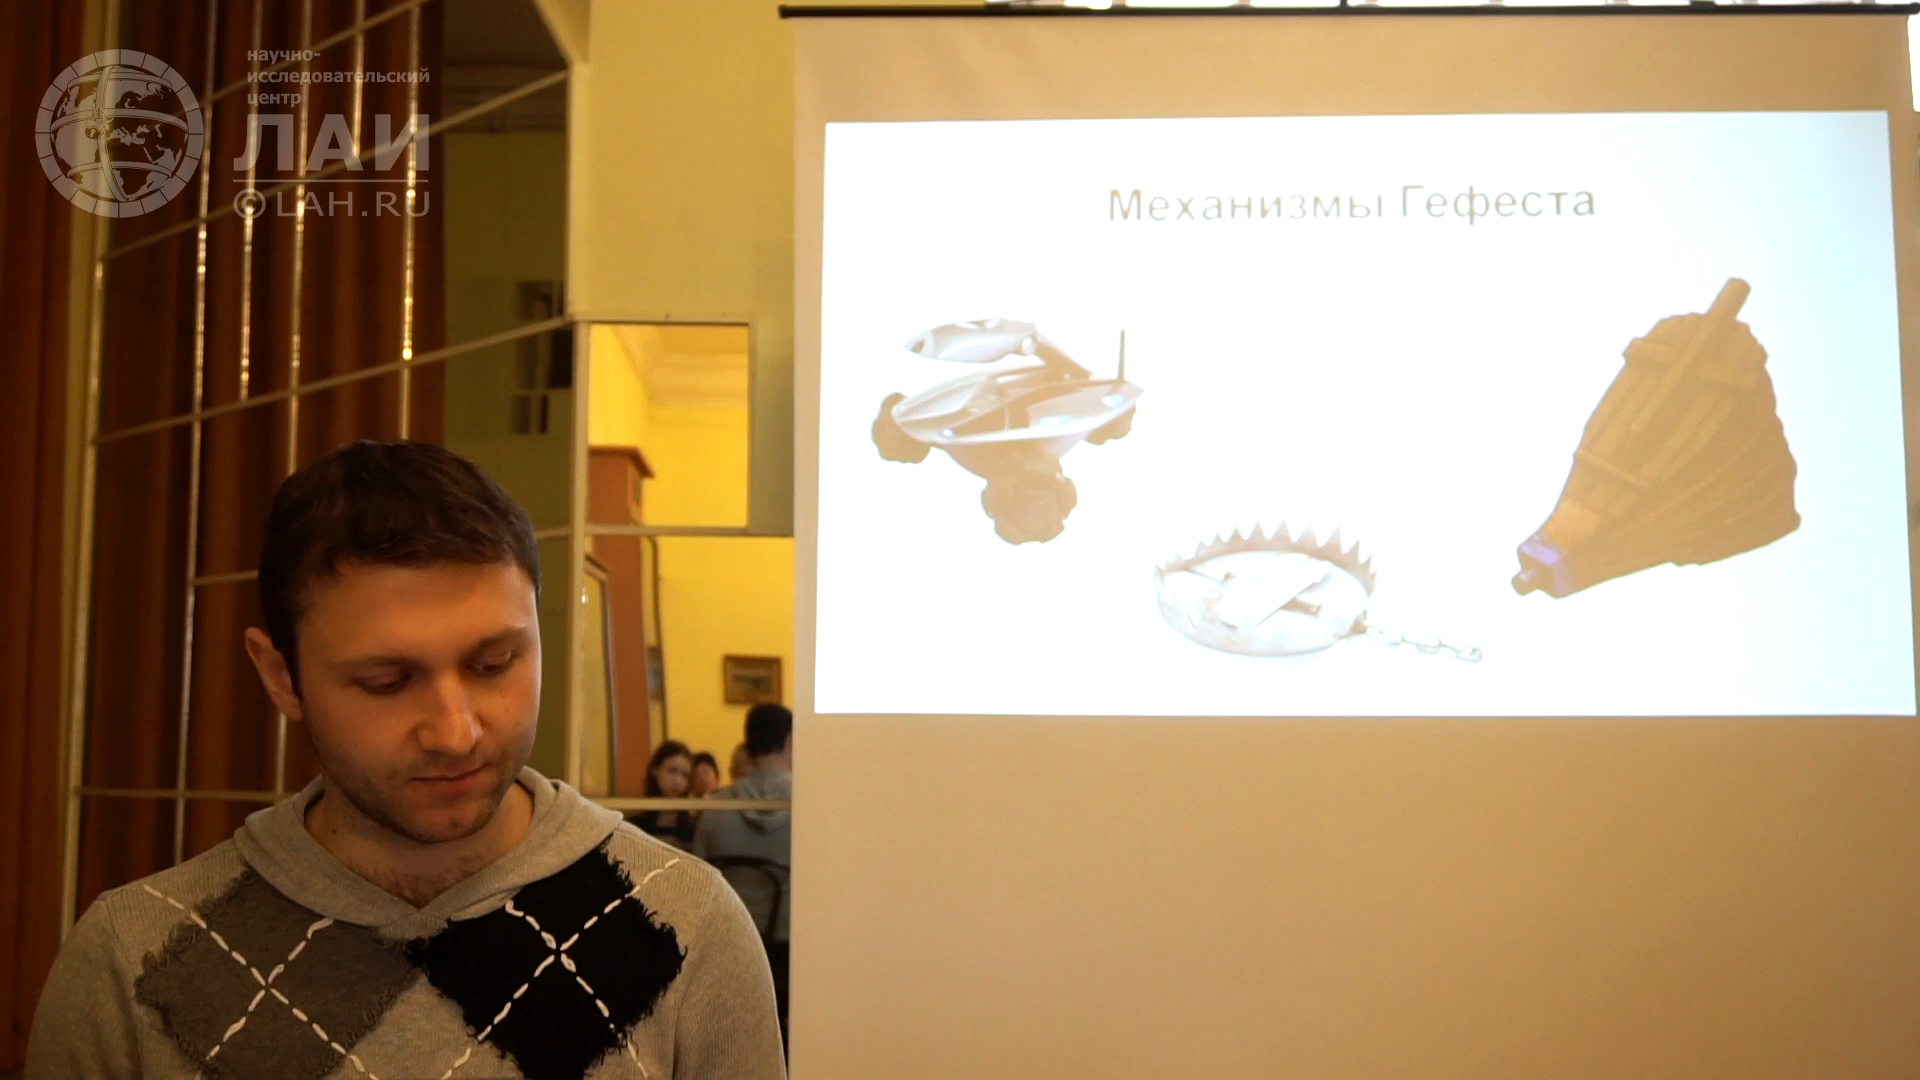 научно-
исследовательский
центр
ЛАИ
©LAH.RU
Механизмы Гефеста